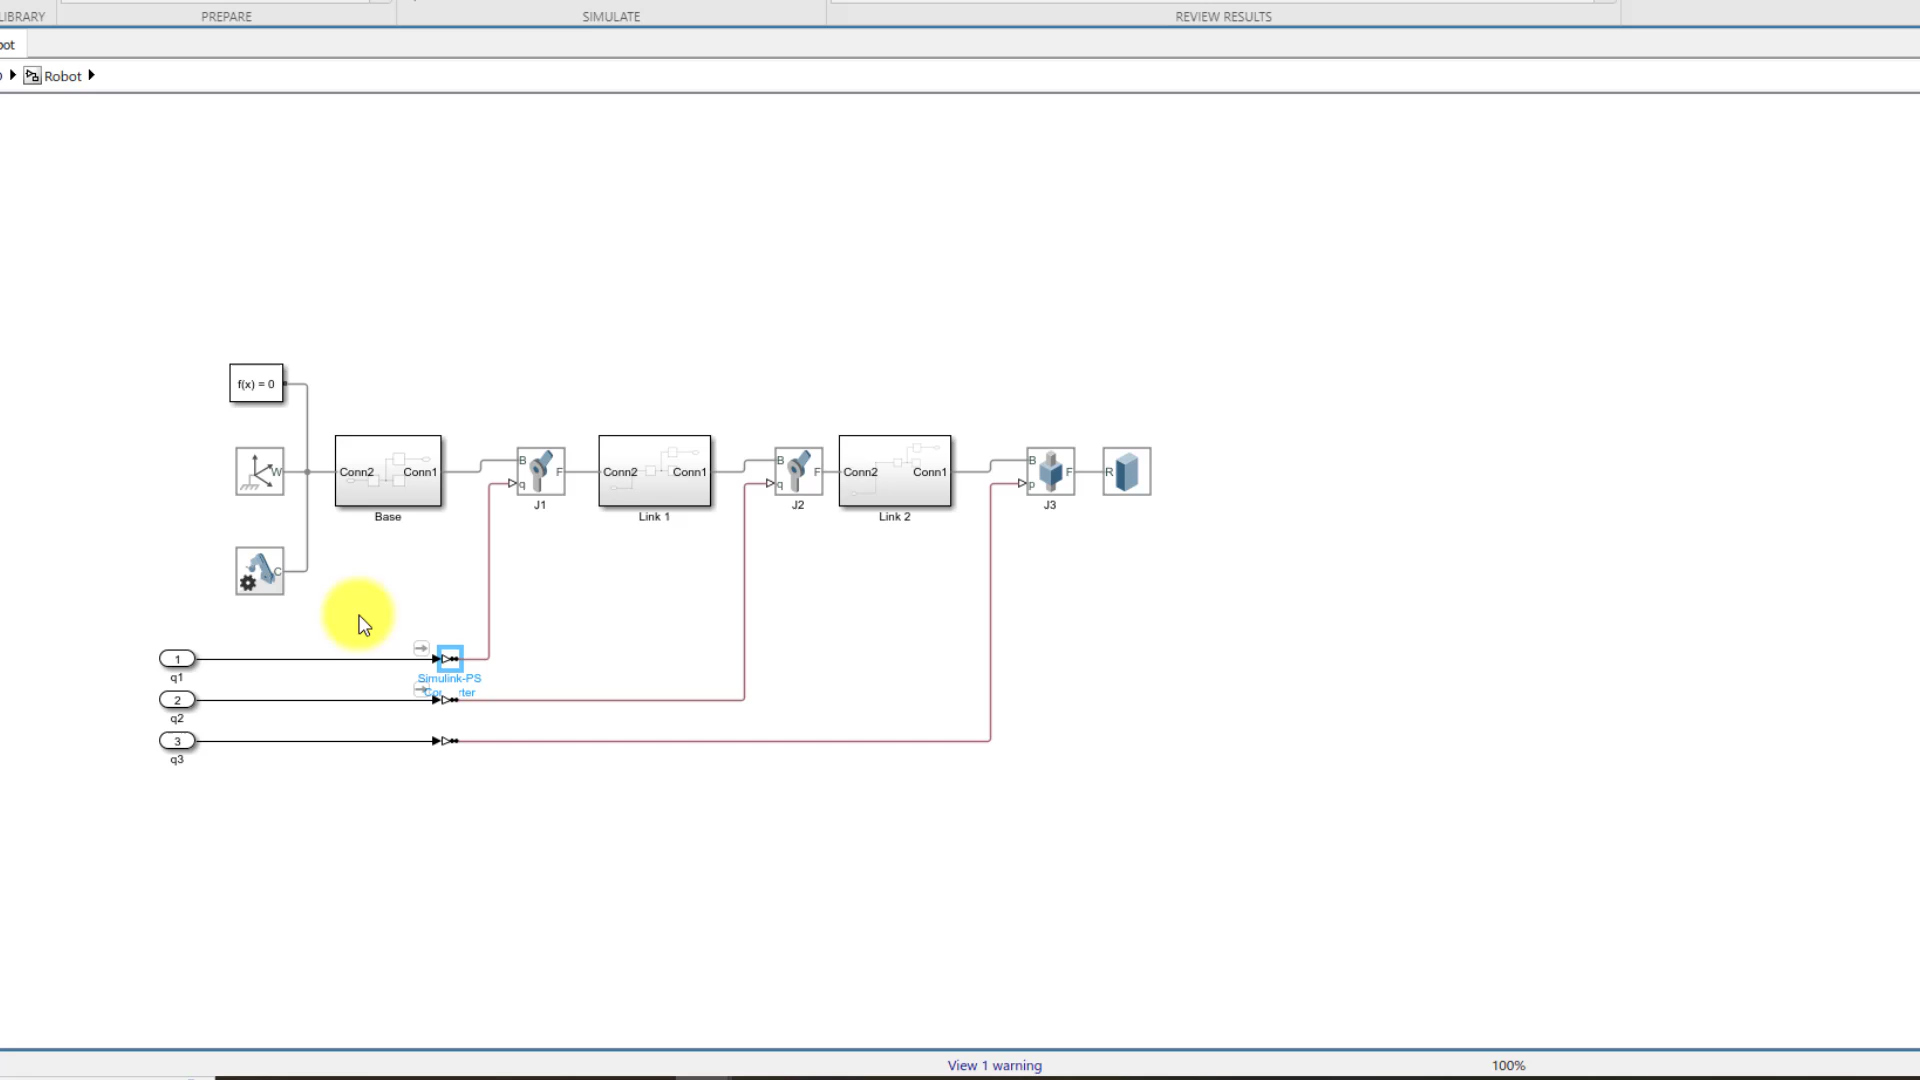 LIBRARY
PREPARE
SIMULATE
REVIEW RESULTS
bot
Robot
f(x) = 0
W
Conn2
Conn1
Base
B
q
F
J1
Conn2
Conn1
Link 1
B
q
F
J2
Conn2
Conn1
Link 2
B
p
F
J3
R
C
1
q1
Simulink-PS
2
q2
3
q3
View 1 warning
100%